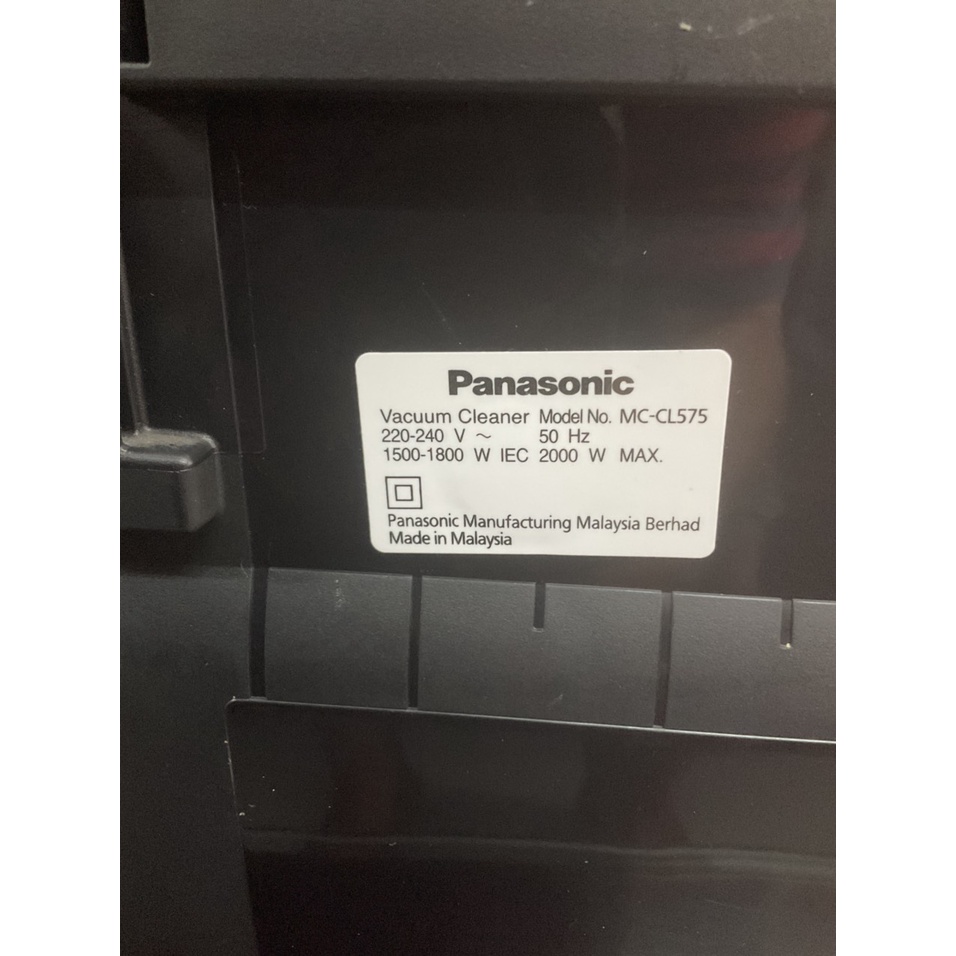 Panasonic
Vacuum Cleaner Model No. MC-CL575
220-240 V ~ 50 Hz
1500-1800 W IEC 2000 W MAX.
Panasonic Manufacturing Malaysia Berhad
Made in Malaysia